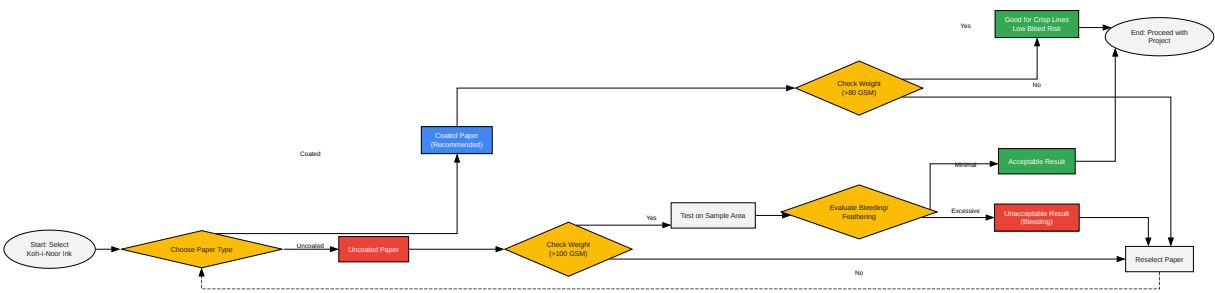 Start: Select
Koh-i-Noor Ink
Choose Paper Type
Coated
Uncoated
Coated Paper
(Recommended)
Uncoated Paper
Check Weight
(>80 GSM)
Yes
No
Good for Crisp Lines
Low Bleed Risk
End: Proceed with
Project
Check Weight
(>100 GSM)
Yes
No
Test on Sample Area
Evaluate Bleeding/
Feathering
Minimal
Excessive
Acceptable Result
Unacceptable Result
(Bleeding)
Reselect Paper